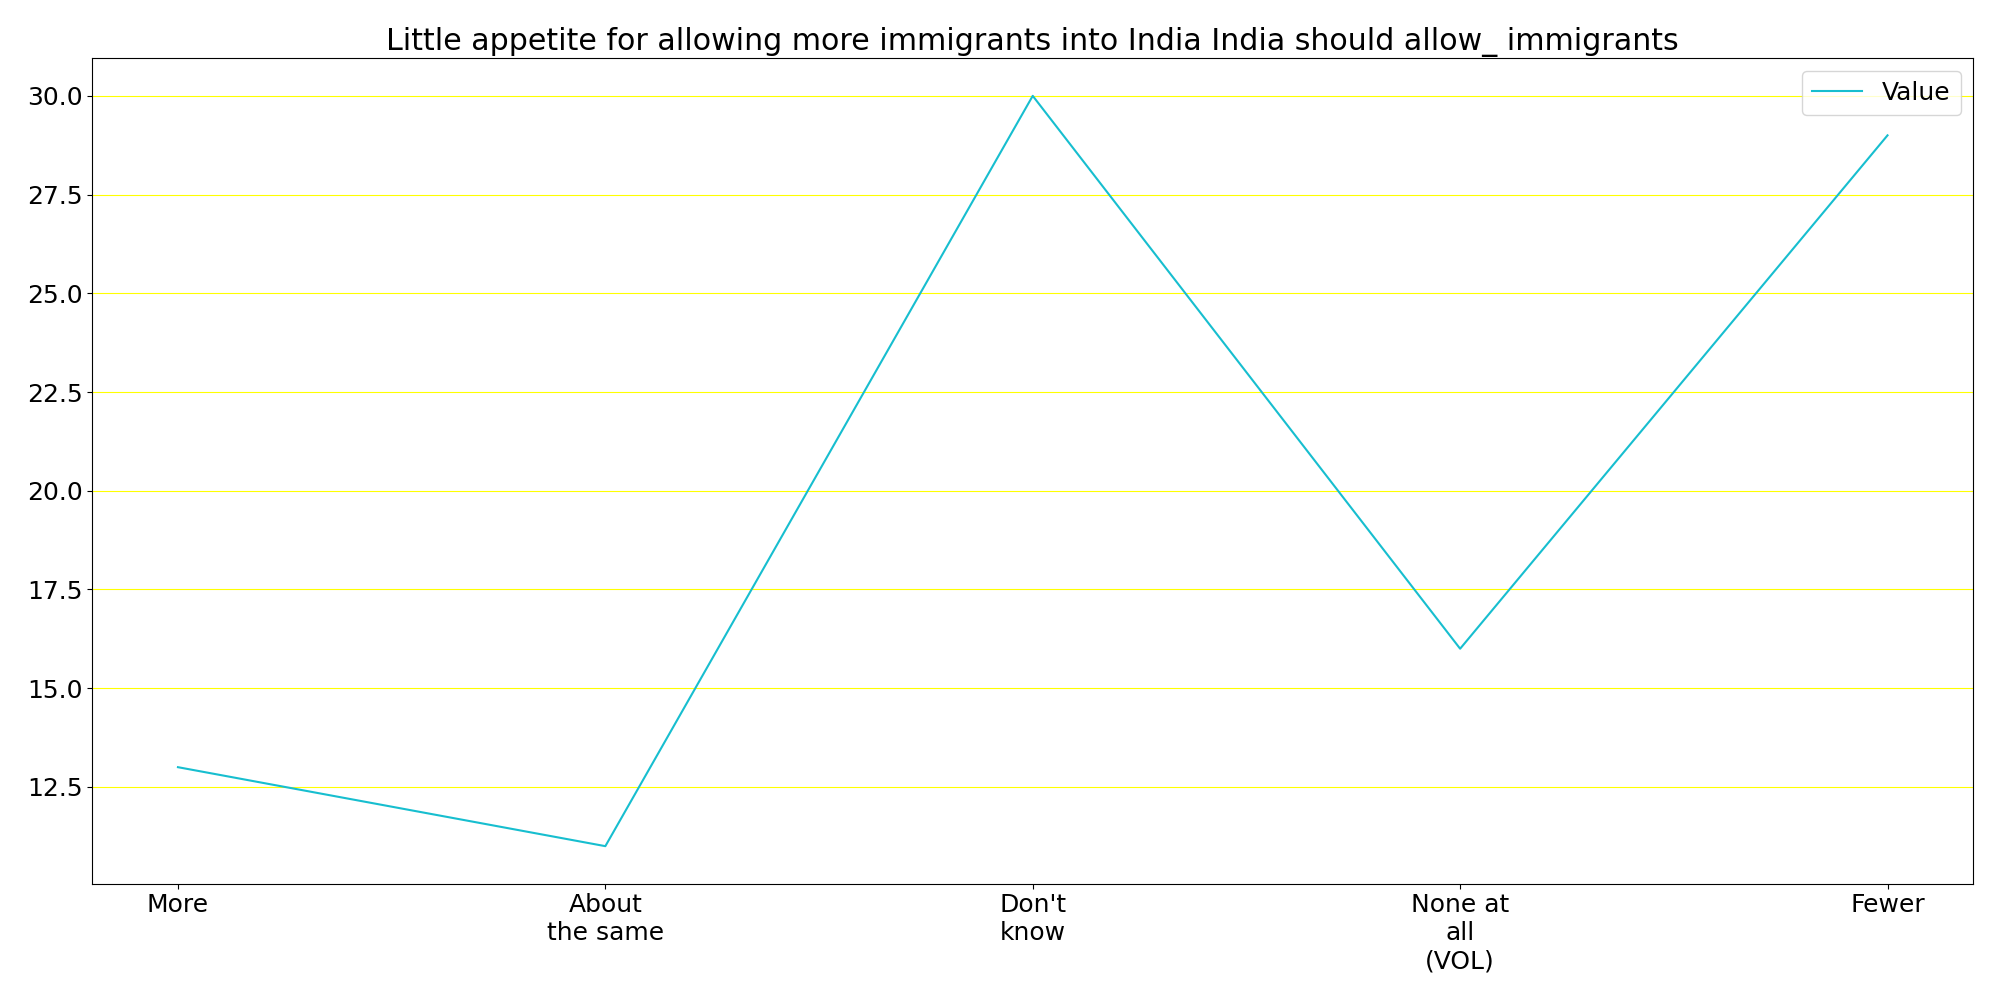 Little appetite for allowing more immigrants into India India should allow_ immigrants
Value
30.0
27.5
25.0
22.5
20.0
17.5
15.0
12.5
More
About
the same
Don't
know
None at
all
(VOL)
Fewer